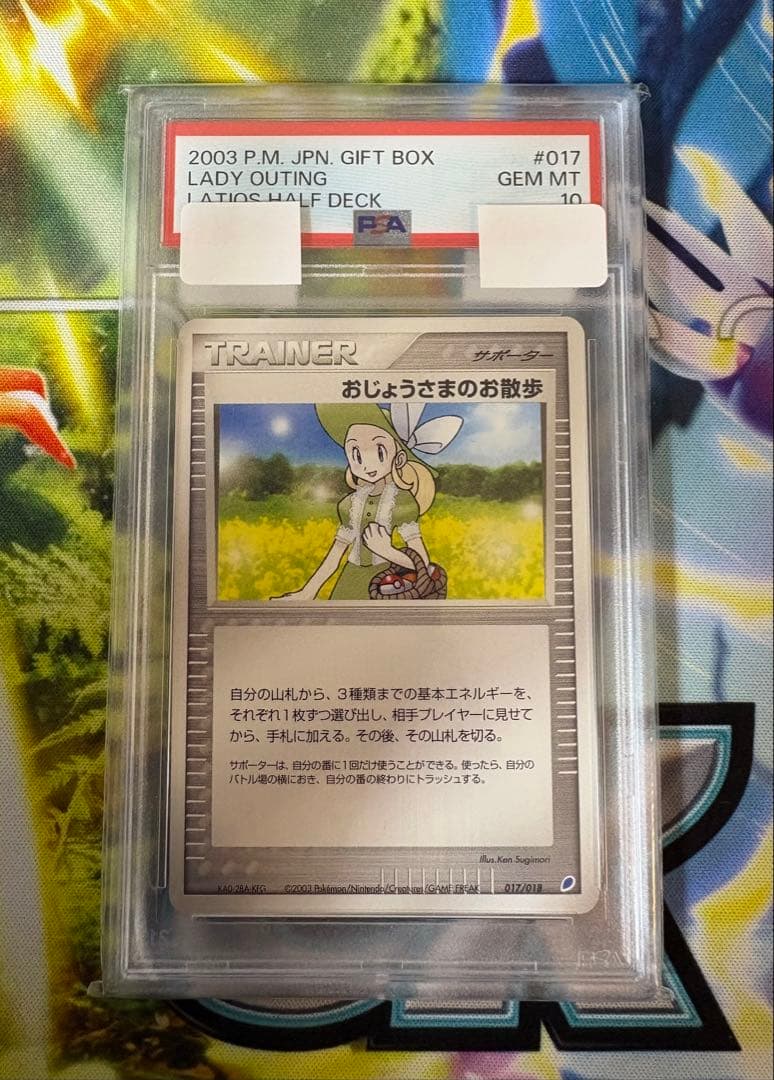 2003 P.M. JPN. GIFT BOX #017
LADY OUTING GEM MT
LATIOS HALF DECK 10
PSA
TRAINER サポーター
おじょうさまのお散歩
自分の山札から、3種類までの基本エネルギーを、
それぞれ1枚ずつ選び出し、相手プレイヤーに見せて
から、手札に加える。その後、その山札を切る。
サポーターは、自分の番に1回だけ使うことができる。使ったら、自分の
バトル場の横におき、自分の番の終わりにトラッシュする。
Illus.Ken Sugimori
©2003 Pokémon/Nintendo/Creatures/GAME FREAK 017/018